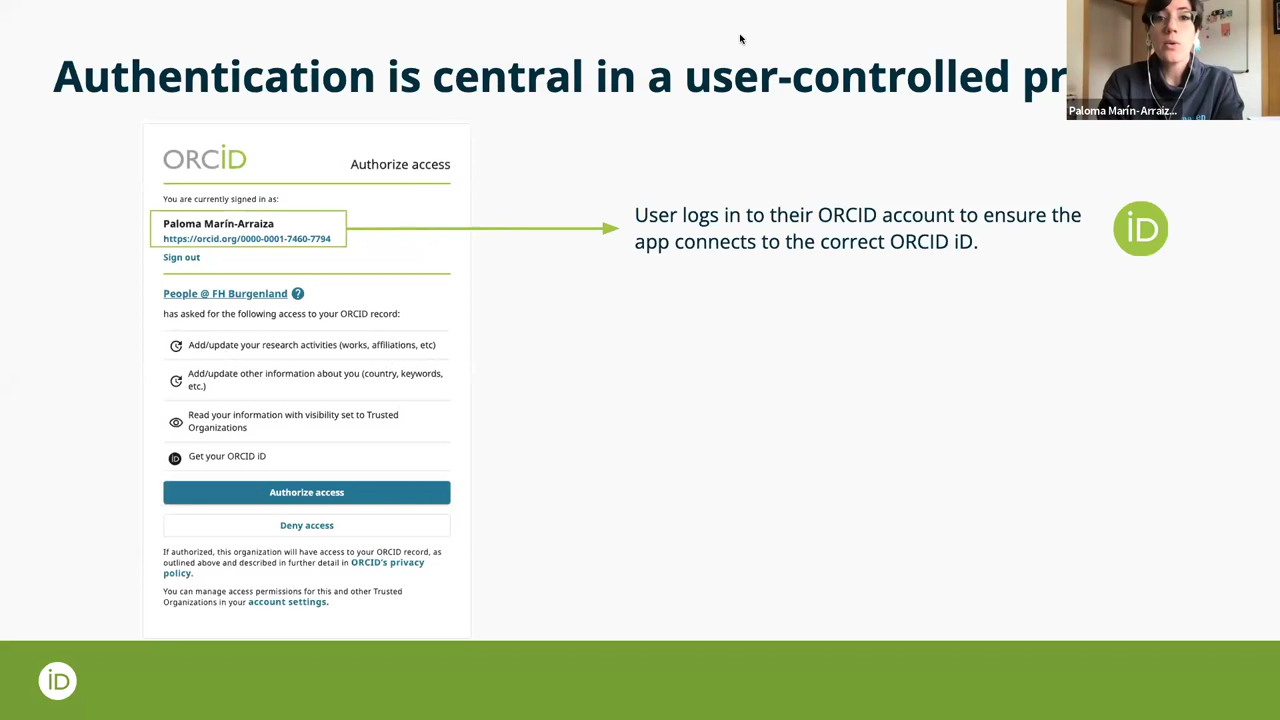 Authentication is central in a user-controlled pr
Paloma Marín-Arraiz...
ORCiD
Authorize access
You are currently signed in as:
Paloma Marín-Arraiza
https://orcid.org/0000-0001-7460-7794
Sign out
User logs in to their ORCID account to ensure the
app connects to the correct ORCID iD.
iD
People @ FH Burgenland ?
has asked for the following access to your ORCID record:
Add/update your research activities (works, affiliations, etc)
Add/update other information about you (country, keywords,
etc.)
Read your information with visibility set to Trusted
Organizations
iD Get your ORCID iD
Authorize access
Deny access
If authorized, this organization will have access to your ORCID record, as
outlined above and described in further detail in ORCID's privacy
policy.
You can manage access permissions for this and other Trusted
Organizations in your account settings.
iD